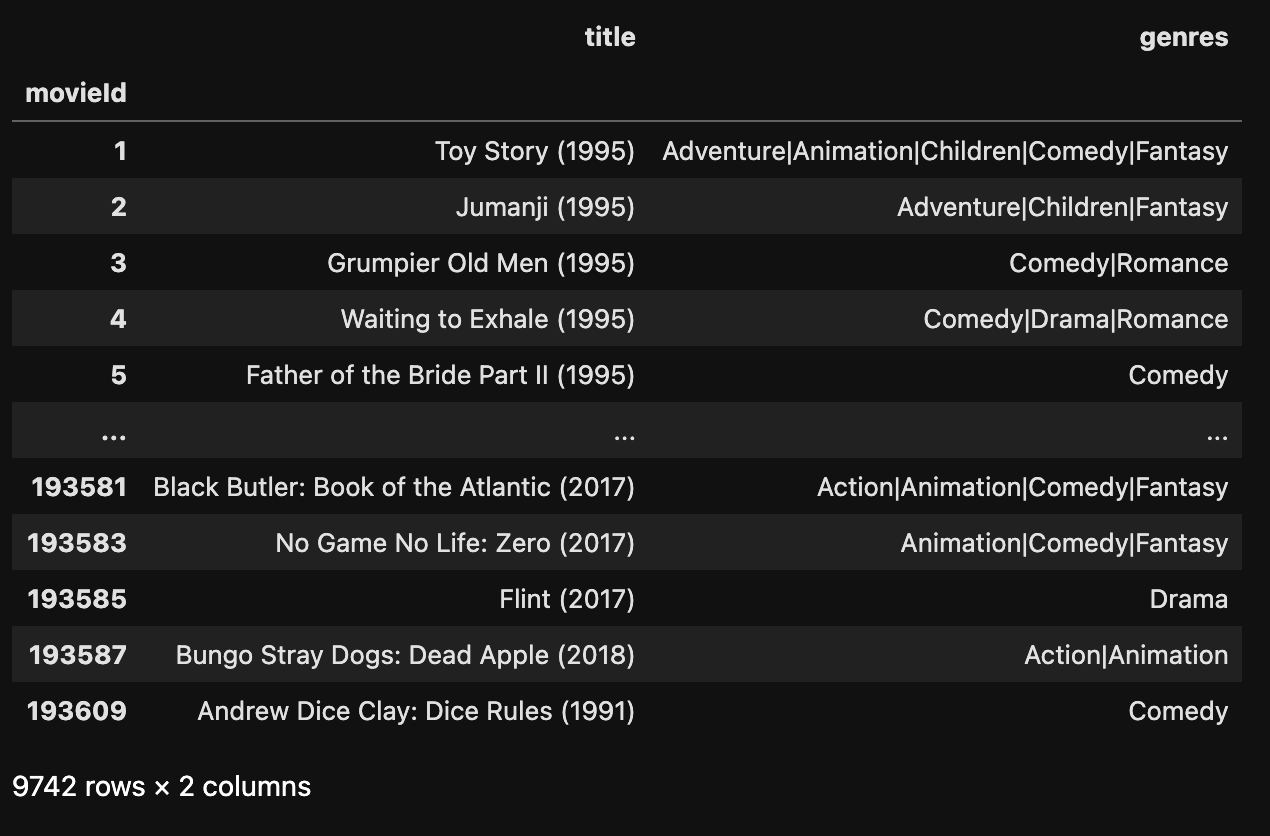 title genres
movieId
1 Toy Story (1995) Adventure|Animation|Children|Comedy|Fantasy
2 Jumanji (1995) Adventure|Children|Fantasy
3 Grumpier Old Men (1995) Comedy|Romance
4 Waiting to Exhale (1995) Comedy|Drama|Romance
5 Father of the Bride Part II (1995) Comedy
... ... ...
193581 Black Butler: Book of the Atlantic (2017) Action|Animation|Comedy|Fantasy
193583 No Game No Life: Zero (2017) Animation|Comedy|Fantasy
193585 Flint (2017) Drama
193587 Bungo Stray Dogs: Dead Apple (2018) Action|Animation
193609 Andrew Dice Clay: Dice Rules (1991) Comedy
9742 rows × 2 columns